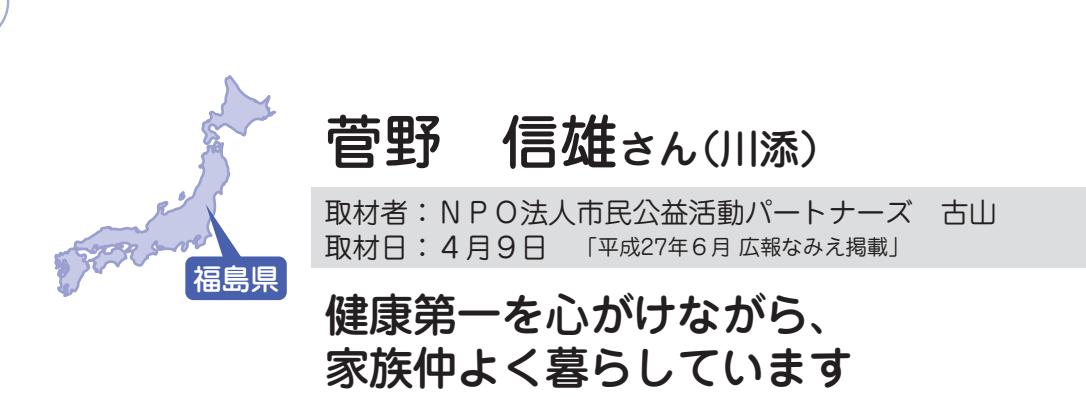 菅野　信雄さん（川添）
取材者：ＮＰＯ法人市民公益活動パートナーズ　古山
取材日：４月９日　「平成27年６月 広報なみえ掲載」
福島県
健康第一を心がけながら、
家族仲よく暮らしています